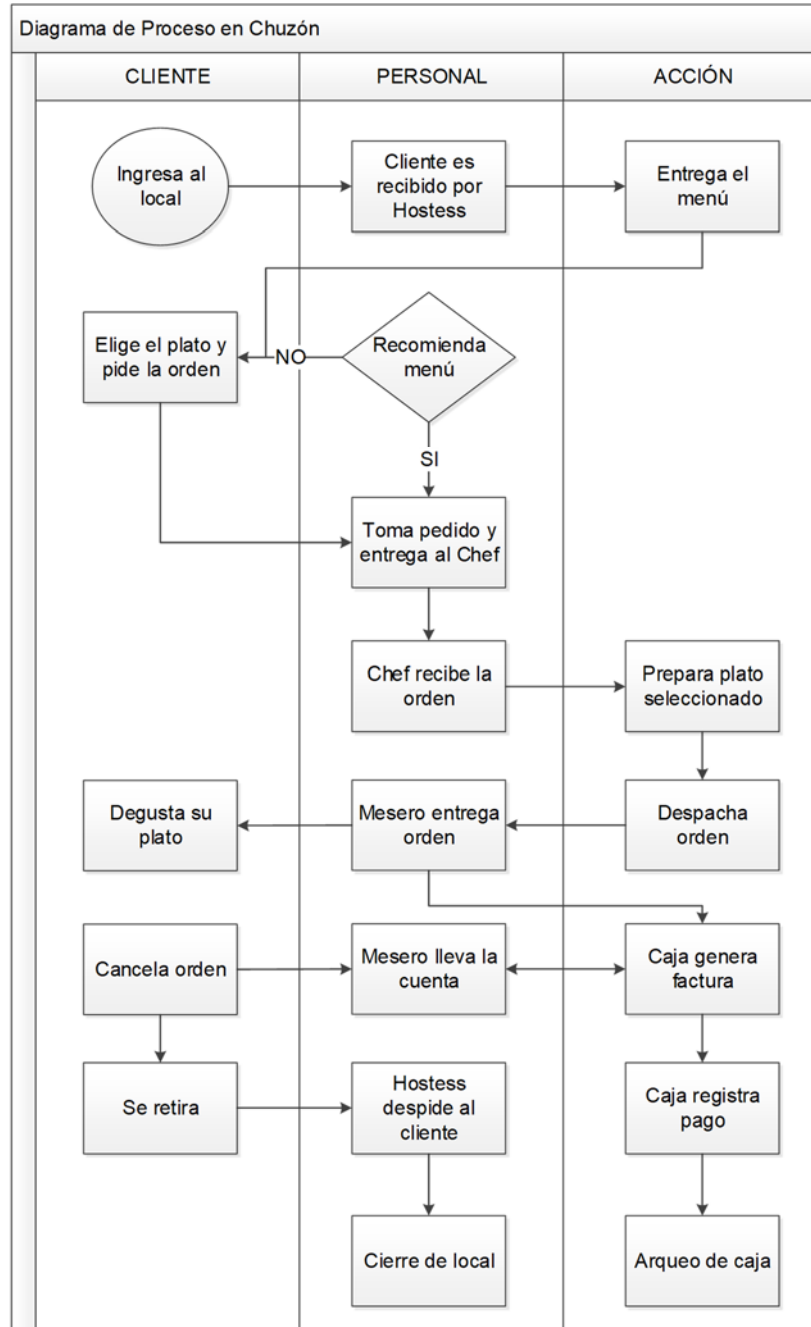 Diagrama de Proceso en Chuzón
CLIENTE
PERSONAL
ACCIÓN
Ingresa al
local
Cliente es
recibido por
Hostess
Entrega el
menú
Elige el plato y
pide la orden
NO
Recomienda
menú
SI
Toma pedido y
entrega al Chef
Chef recibe la
orden
Prepara plato
seleccionado
Degusta su
plato
Mesero entrega
orden
Despacha
orden
Cancela orden
Mesero lleva la
cuenta
Caja genera
factura
Se retira
Hostess
despide al
cliente
Caja registra
pago
Cierre de local
Arqueo de caja